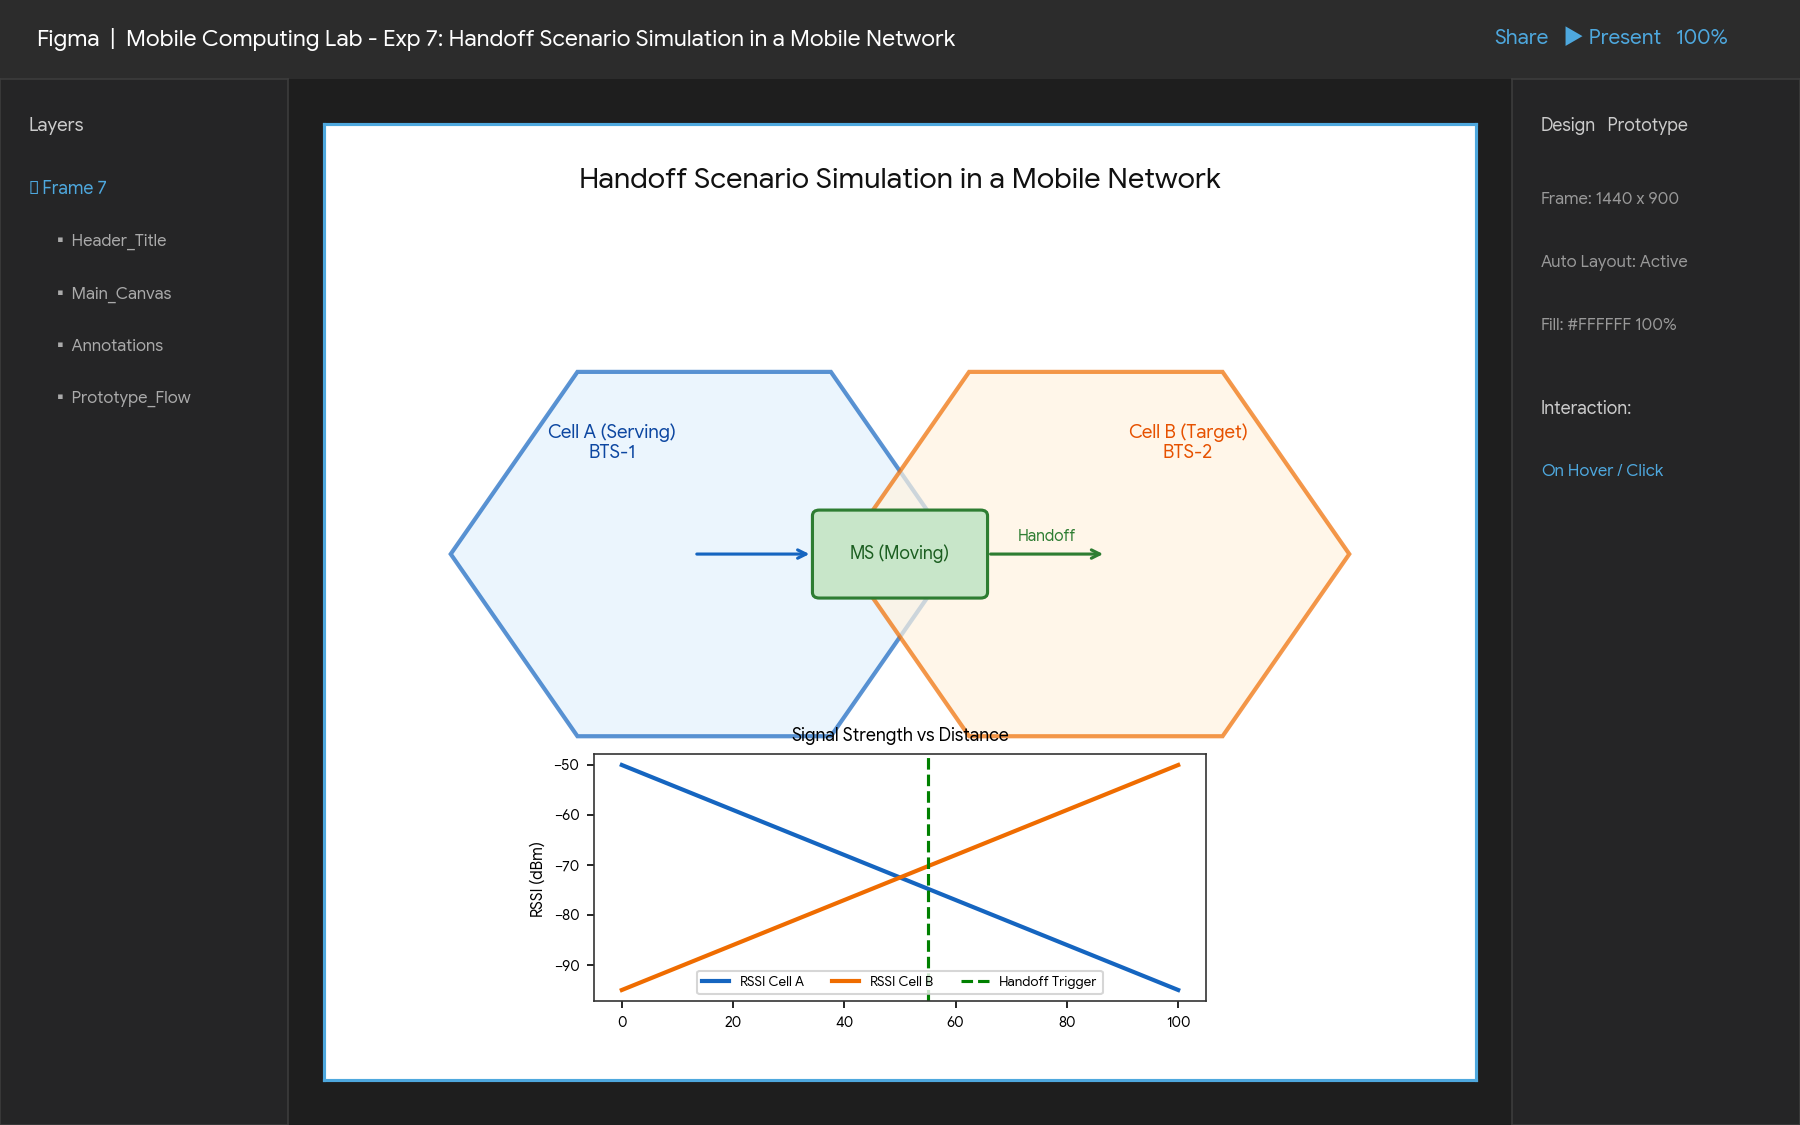 Figma | Mobile Computing Lab - Exp 7: Handoff Scenario Simulation in a Mobile Network
Share ▶ Present 100%
Layers
Frame 7
▪ Header_Title
▪ Main_Canvas
▪ Annotations
▪ Prototype_Flow
Handoff Scenario Simulation in a Mobile Network
Cell A (Serving)
BTS-1
Cell B (Target)
BTS-2
MS (Moving)
Handoff
Signal Strength vs Distance
RSSI (dBm)
−50
−60
−70
−80
−90
RSSI Cell A
RSSI Cell B
Handoff Trigger
0 20 40 60 80 100
Design Prototype
Frame: 1440 x 900
Auto Layout: Active
Fill: #FFFFFF 100%
Interaction:
On Hover / Click